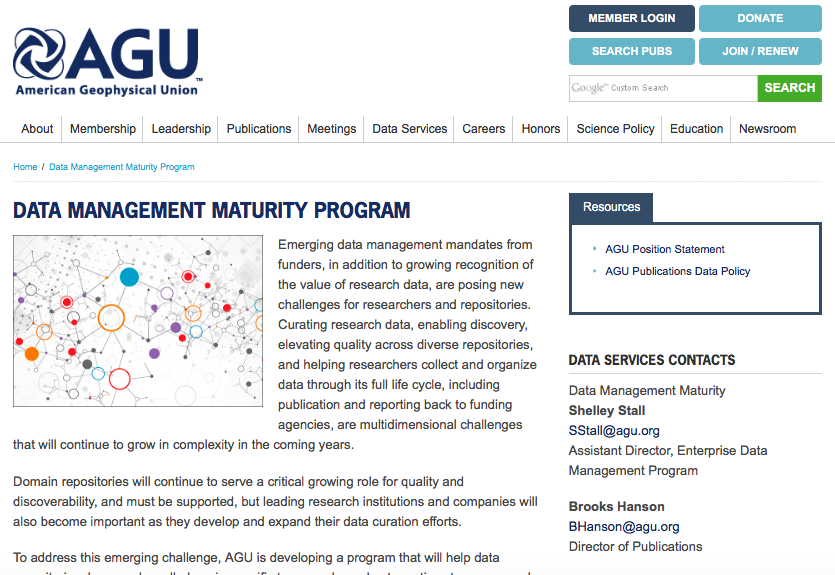 AGU™
American Geophysical Union
MEMBER LOGIN
DONATE
SEARCH PUBS
JOIN / RENEW
Google™ Custom Search
SEARCH
About
Membership
Leadership
Publications
Meetings
Data Services
Careers
Honors
Science Policy
Education
Newsroom
Home / Data Management Maturity Program
DATA MANAGEMENT MATURITY PROGRAM
Emerging data management mandates from
funders, in addition to growing recognition of
the value of research data, are posing new
challenges for researchers and repositories.
Curating research data, enabling discovery,
elevating quality across diverse repositories,
and helping researchers collect and organize
data through its full life cycle, including
publication and reporting back to funding
agencies, are multidimensional challenges
that will continue to grow in complexity in the coming years.
Domain repositories will continue to serve a critical growing role for quality and
discoverability, and must be supported, but leading research institutions and companies will
also become important as they develop and expand their data curation efforts.
To address this emerging challenge, AGU is developing a program that will help data
Resources
• AGU Position Statement
• AGU Publications Data Policy
DATA SERVICES CONTACTS
Data Management Maturity
Shelley Stall
SStall@agu.org
Assistant Director, Enterprise Data
Management Program
Brooks Hanson
BHanson@agu.org
Director of Publications